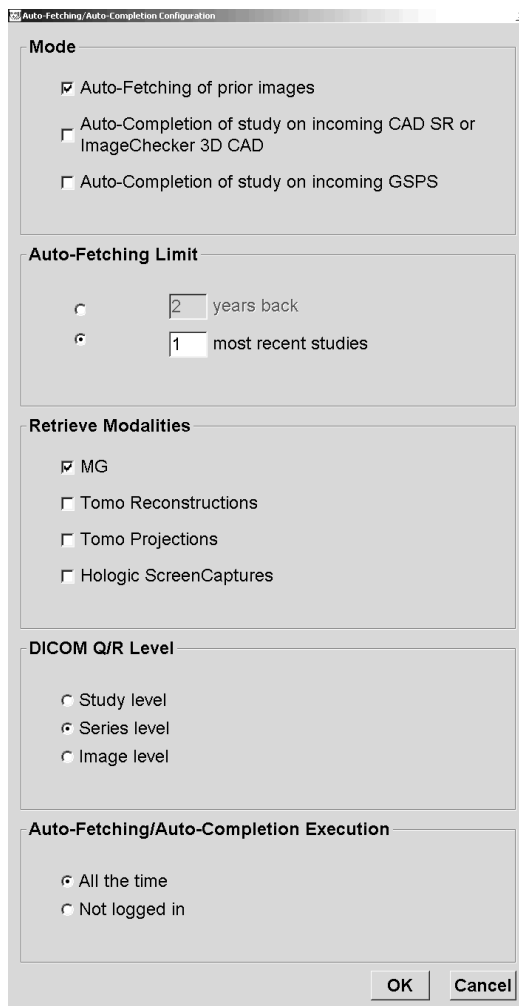 Auto-Fetching/Auto-Completion Configuration
Mode
Auto-Fetching of prior images
Auto-Completion of study on incoming CAD SR or
ImageChecker 3D CAD
Auto-Completion of study on incoming GSPS
Auto-Fetching Limit
2 years back
1 most recent studies
Retrieve Modalities
MG
Tomo Reconstructions
Tomo Projections
Hologic ScreenCaptures
DICOM Q/R Level
Study level
Series level
Image level
Auto-Fetching/Auto-Completion Execution
All the time
Not logged in
OK Cancel